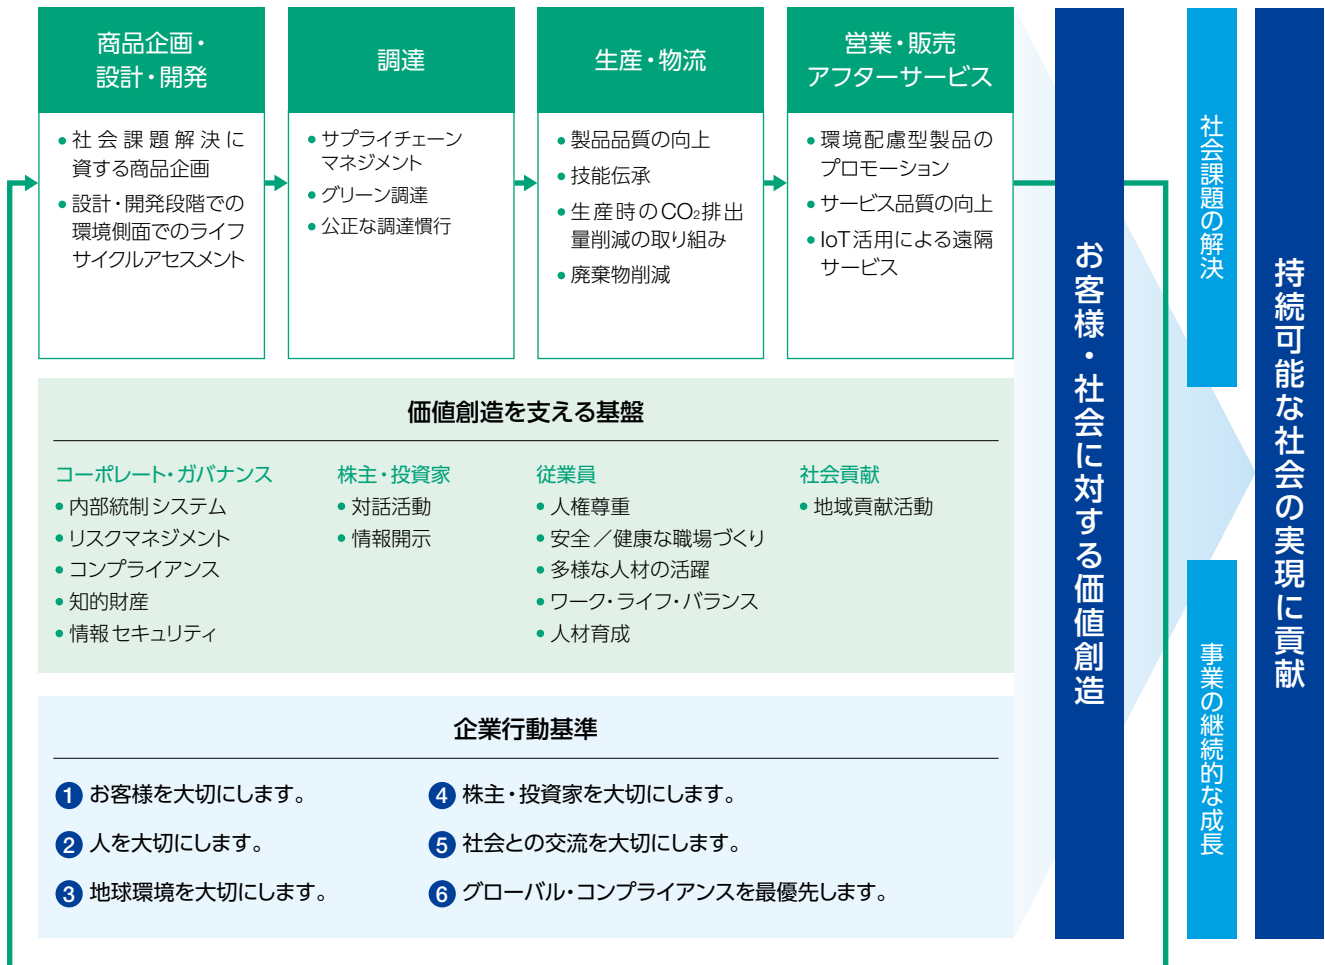 商品企画・
設計・開発
• 社会課題解決に
資する商品企画
• 設計・開発段階での
環境側面でのライフ
サイクルアセスメント
調達
• サプライチェーン
マネジメント
• グリーン調達
• 公正な調達慣行
生産・物流
• 製品品質の向上
• 技能伝承
• 生産時のCO₂排出
量削減の取り組み
• 廃棄物削減
営業・販売
アフターサービス
• 環境配慮型製品の
プロモーション
• サービス品質の向上
• IoT活用による遠隔
サービス
価値創造を支える基盤
コーポレート・ガバナンス
• 内部統制システム
• リスクマネジメント
• コンプライアンス
• 知的財産
• 情報セキュリティ
株主・投資家
• 対話活動
• 情報開示
従業員
• 人権尊重
• 安全／健康な職場づくり
• 多様な人材の活躍
• ワーク・ライフ・バランス
• 人材育成
社会貢献
• 地域貢献活動
企業行動基準
1 お客様を大切にします。
2 人を大切にします。
3 地球環境を大切にします。
4 株主・投資家を大切にします。
5 社会との交流を大切にします。
6 グローバル・コンプライアンスを最優先します。
お客様・社会に対する価値創造
社会課題の解決
事業の継続的な成長
持続可能な社会の実現に貢献